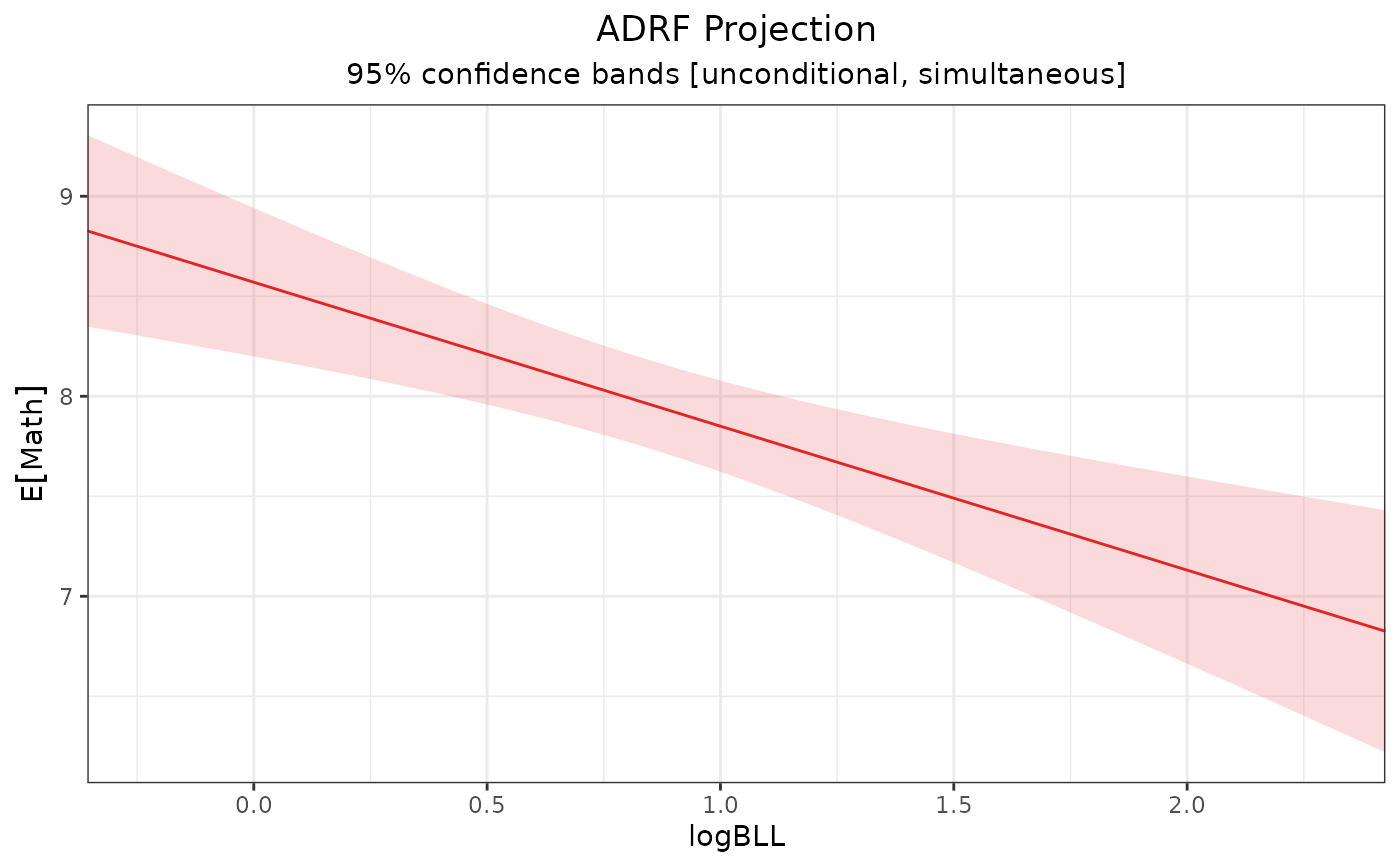 ADRF Projection
95% confidence bands [unconditional, simultaneous]
E[Math]
9
8
7
0.0 0.5 1.0 1.5 2.0
logBLL